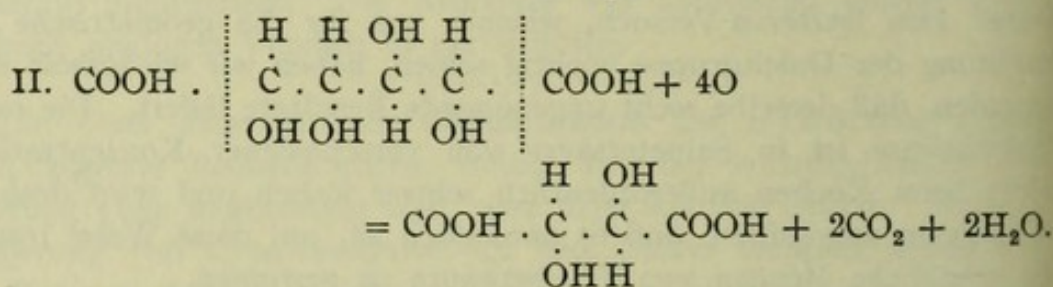 H H OH H
II. COOH . C . C . C . C . COOH + 4O
OH OH H OH
H OH
= COOH . C . C . COOH + 2CO₂ + 2H₂O.
OH H